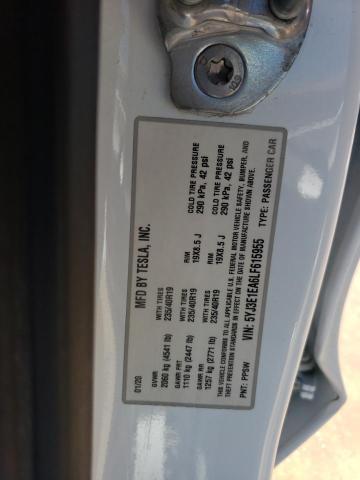 MFD BY TESLA, INC.
01/20
GVWR
2060 kg (4541 lb)
WITH TIRES
235/40R19
RIM
19X8.5 J
COLD TIRE PRESSURE
290 kPa, 42 psi
GAWR FRT
1110 kg (2447 lb)
WITH TIRES
235/40R19
GAWR RR
1257 kg (2771 lb)
WITH TIRES
235/40R19
RIM
19X8.5 J
COLD TIRE PRESSURE
290 kPa, 42 psi
THIS VEHICLE CONFORMS TO ALL APPLICABLE U.S. FEDERAL MOTOR VEHICLE SAFETY, BUMPER, AND
THEFT PREVENTION STANDARDS IN EFFECT ON THE DATE OF MANUFACTURE SHOWN ABOVE.
VIN: 5YJ3E1EA6LF615955
PNT: PPSW
TYPE: PASSENGER CAR